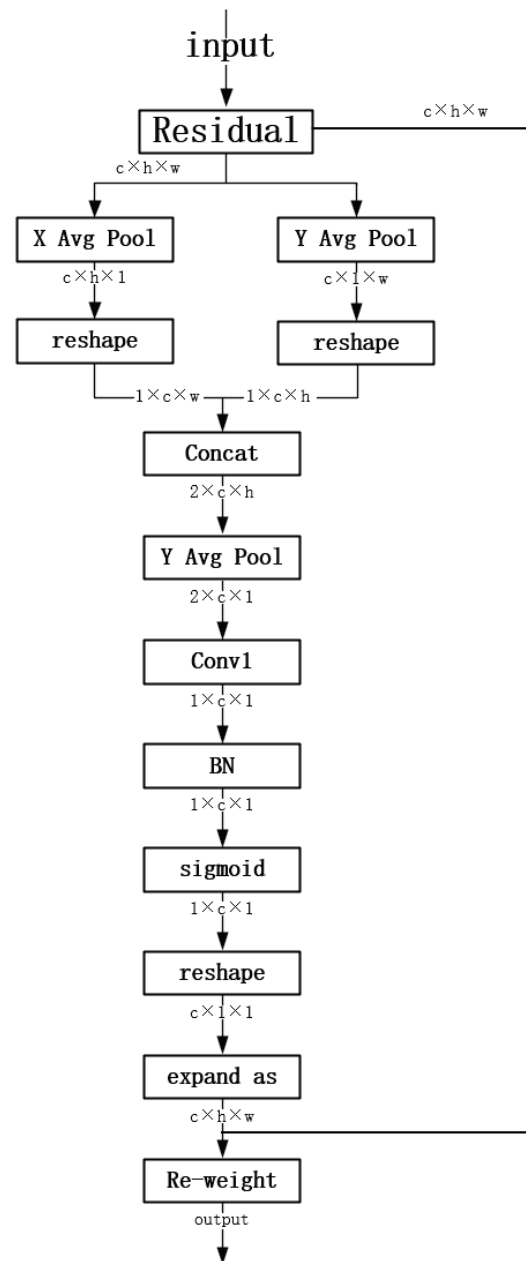 input
c×h×w
Residual
c×h×w
X Avg Pool
Y Avg Pool
c×h×1
c×1×w
reshape
reshape
1×c×w
1×c×h
Concat
2×c×h
Y Avg Pool
2×c×1
Conv1
1×c×1
BN
1×c×1
sigmoid
1×c×1
reshape
c×1×1
expand as
c×h×w
Re-weight
output